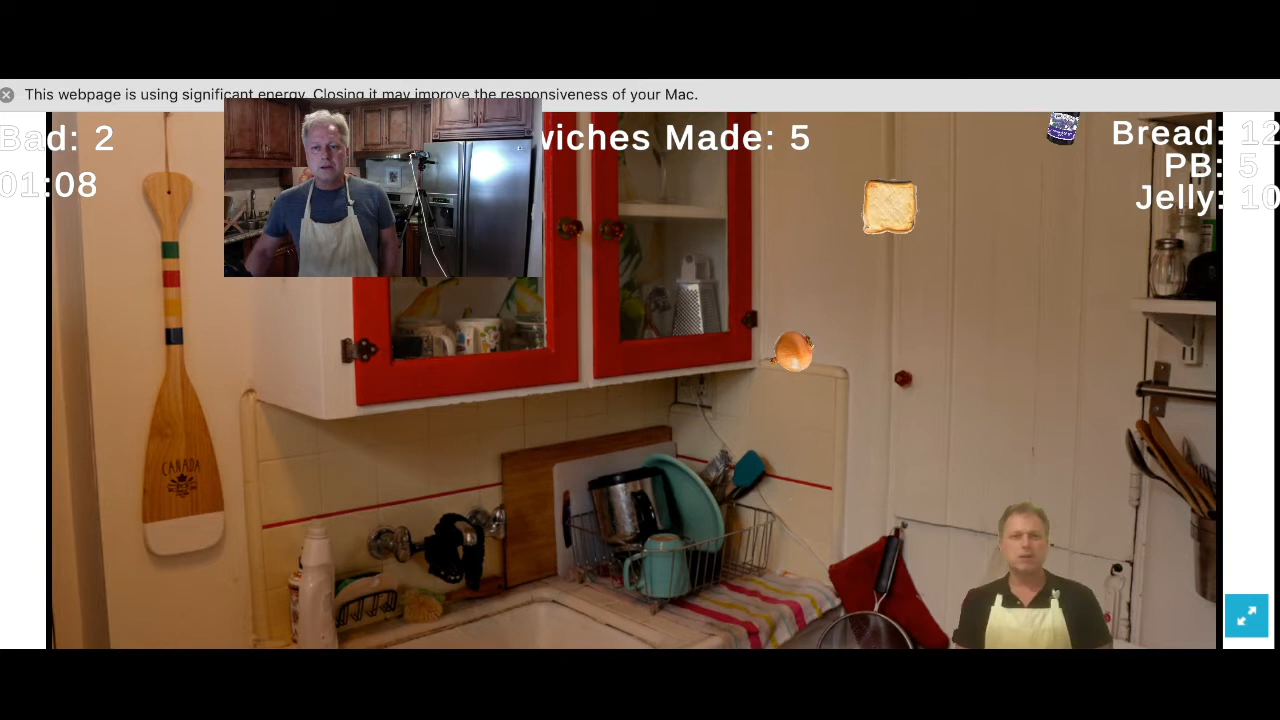 This webpage is using significant energy. Closing it may improve the responsiveness of your Mac.
Bad: 2
wiches Made: 5
Bread: 12
PB: 5
01:08
Jelly: 10
CANADA